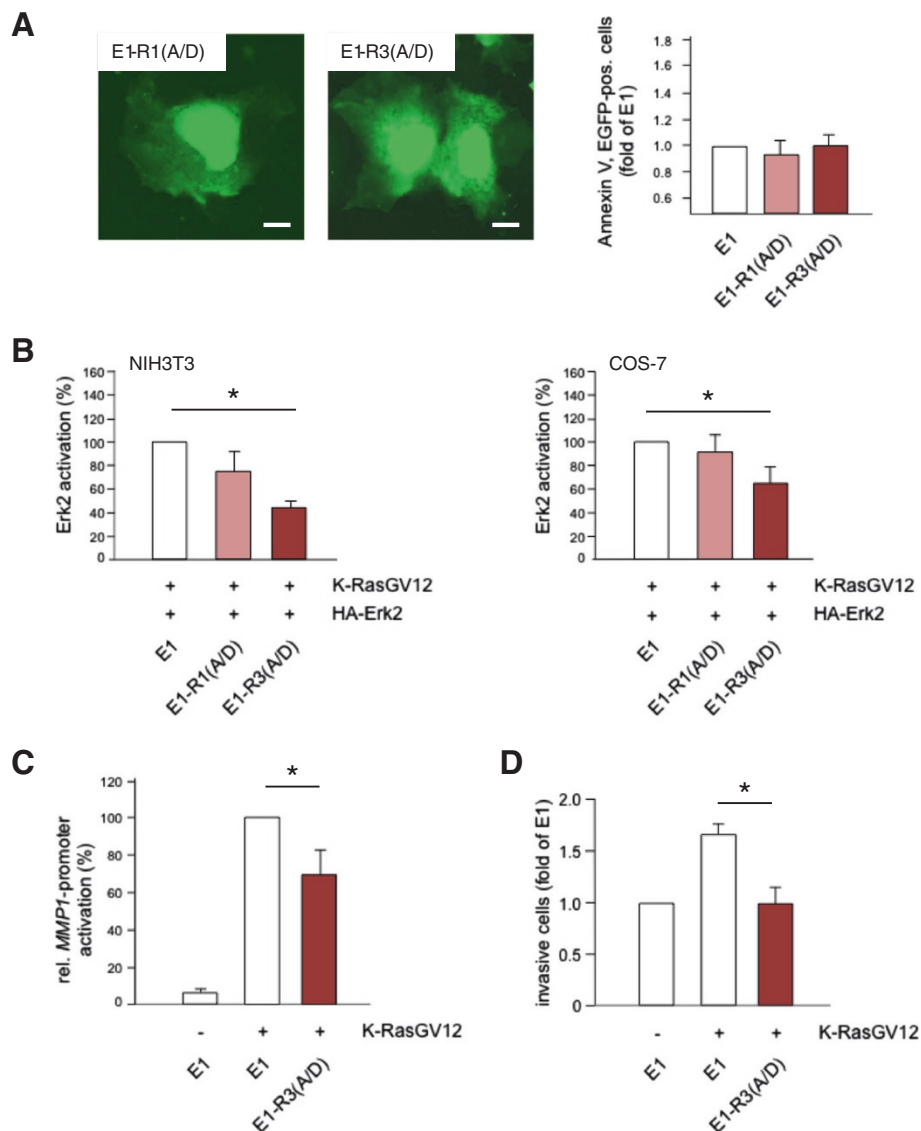 A
E1-R1(A/D)
E1-R3(A/D)
Annexin V, EGFP-pos. cells
(fold of E1)
1.8
1.6
1.4
1.2
1.0
0.8
0.6
E1
E1-R1(A/D)
E1-R3(A/D)
B
NIH3T3
Erk2 activation (%)
160
140
120
100
80
60
40
20
0
*
+ + + K-RasGV12
+ + + HA-Erk2
E1
E1-R1(A/D)
E1-R3(A/D)
COS-7
Erk2 activation (%)
160
140
120
100
80
60
40
20
0
*
+ + + K-RasGV12
+ + + HA-Erk2
E1
E1-R1(A/D)
E1-R3(A/D)
C
rel. MMP1-promoter
activation (%)
120
100
80
60
40
20
0
*
- + + K-RasGV12
E1
E1
E1-R3(A/D)
D
invasive cells (fold of E1)
2.0
1.5
1.0
0.5
0
*
- + + K-RasGV12
E1
E1
E1-R3(A/D)